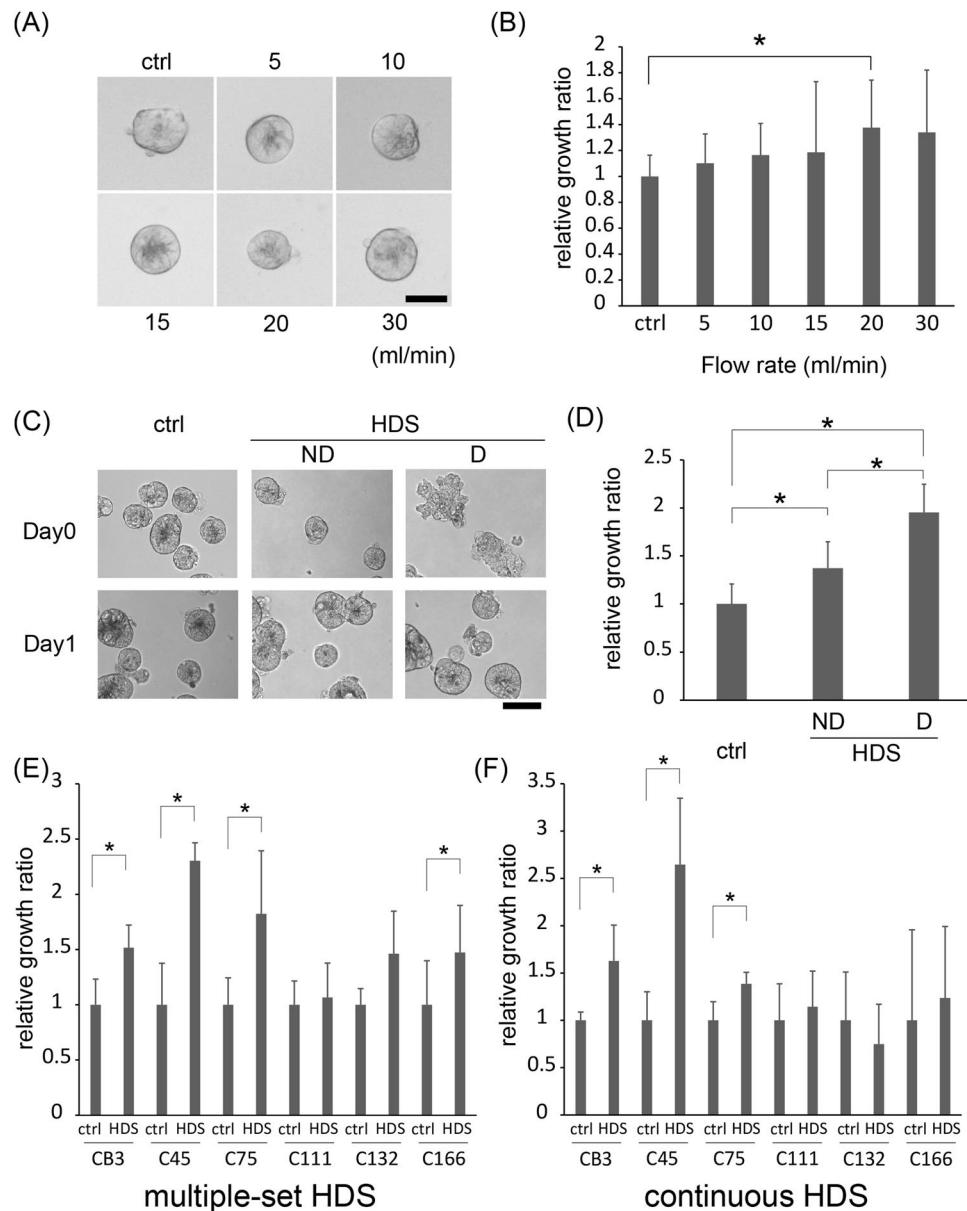 (A)
ctrl 5 10
15 20 30
(ml/min)
(B)
*
relative growth ratio
2
1.8
1.6
1.4
1.2
1
0.8
0.6
0.4
0.2
0
ctrl 5 10 15 20 30
Flow rate (ml/min)
(C)
ctrl HDS
ND D
Day0
Day1
(D)
*
* *
relative growth ratio
2.5
2
1.5
1
0.5
0
ND D
ctrl HDS
(E)
relative growth ratio
3
2.5
2
1.5
1
0.5
0
* * * *
ctrl HDS ctrl HDS ctrl HDS ctrl HDS ctrl HDS ctrl HDS
CB3 C45 C75 C111 C132 C166
multiple-set HDS
(F)
relative growth ratio
3.5
3
2.5
2
1.5
1
0.5
0
* * *
ctrl HDS ctrl HDS ctrl HDS ctrl HDS ctrl HDS ctrl HDS
CB3 C45 C75 C111 C132 C166
continuous HDS